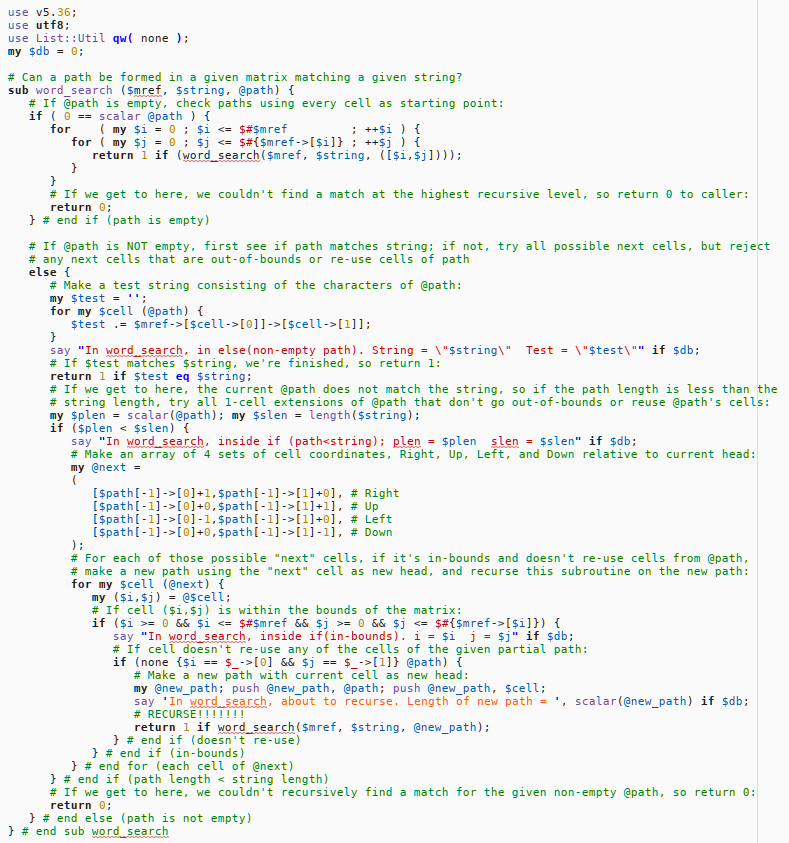 use v5.36;
use utf8;
use List::Util qw( none );
my $db = 0;

# Can a path be formed in a given matrix matching a given string?
sub word_search ($mref, $string, @path) {
   # If @path is empty, check paths using every cell as starting point:
   if ( 0 == scalar @path ) {
      for    ( my $i = 0 ; $i <= $#$mref         ; ++$i ) {
         for ( my $j = 0 ; $j <= $#{$mref->[$i]} ; ++$j ) {
            return 1 if (word_search($mref, $string, ([$i,$j])));
         }
      }
      # If we get to here, we couldn't find a match at the highest recursive level, so return 0 to caller:
      return 0;
   } # end if (path is empty)

   # If @path is NOT empty, first see if path matches string; if not, try all possible next cells, but reject
   # any next cells that are out-of-bounds or re-use cells of path
   else {
      # Make a test string consisting of the characters of @path:
      my $test = '';
      for my $cell (@path) {
         $test .= $mref->[$cell->[0]]->[$cell->[1]];
      }
      say "In word_search, in else(non-empty path). String = \"$string\"  Test = \"$test\"" if $db;
      # If $test matches $string, we're finished, so return 1:
      return 1 if $test eq $string;
      # If we get to here, the current @path does not match the string, so if the path length is less than the
      # string length, try all 1-cell extensions of @path that don't go out-of-bounds or reuse @path's cells:
      my $plen = scalar(@path); my $slen = length($string);
      if ($plen < $slen) {
         say "In word_search, inside if (path<string); plen = $plen  slen = $slen" if $db;
         # Make an array of 4 sets of cell coordinates, Right, Up, Left, and Down relative to current head:
         my @next =
         (
            [$path[-1]->[0]+1,$path[-1]->[1]+0], # Right
            [$path[-1]->[0]+0,$path[-1]->[1]+1], # Up
            [$path[-1]->[0]-1,$path[-1]->[1]+0], # Left
            [$path[-1]->[0]+0,$path[-1]->[1]-1], # Down
         );
         # For each of those possible "next" cells, if it's in-bounds and doesn't re-use cells from @path,
         # make a new path using the "next" cell as new head, and recurse this subroutine on the new path:
         for my $cell (@next) {
            my ($i,$j) = @$cell;
            # If cell ($i,$j) is within the bounds of the matrix:
            if ($i >= 0 && $i <= $#$mref && $j >= 0 && $j <= $#{$mref->[$i]}) {
               say "In word_search, inside if(in-bounds). i = $i  j = $j" if $db;
               # If cell doesn't re-use any of the cells of the given partial path:
               if (none {$i == $_->[0] && $j == $_->[1]} @path) {
                  # Make a new path with current cell as new head:
                  my @new_path; push @new_path, @path; push @new_path, $cell;
                  say 'In word_search, about to recurse. Length of new path = ', scalar(@new_path) if $db;
                  # RECURSE!!!!!!!
                  return 1 if word_search($mref, $string, @new_path);
               } # end if (doesn't re-use)
            } # end if (in-bounds)
         } # end for (each cell of @next)
      } # end if (path length < string length)
      # If we get to here, we couldn't recursively find a match for the given non-empty @path, so return 0:
      return 0;
   } # end else (path is not empty)
} # end sub word_search